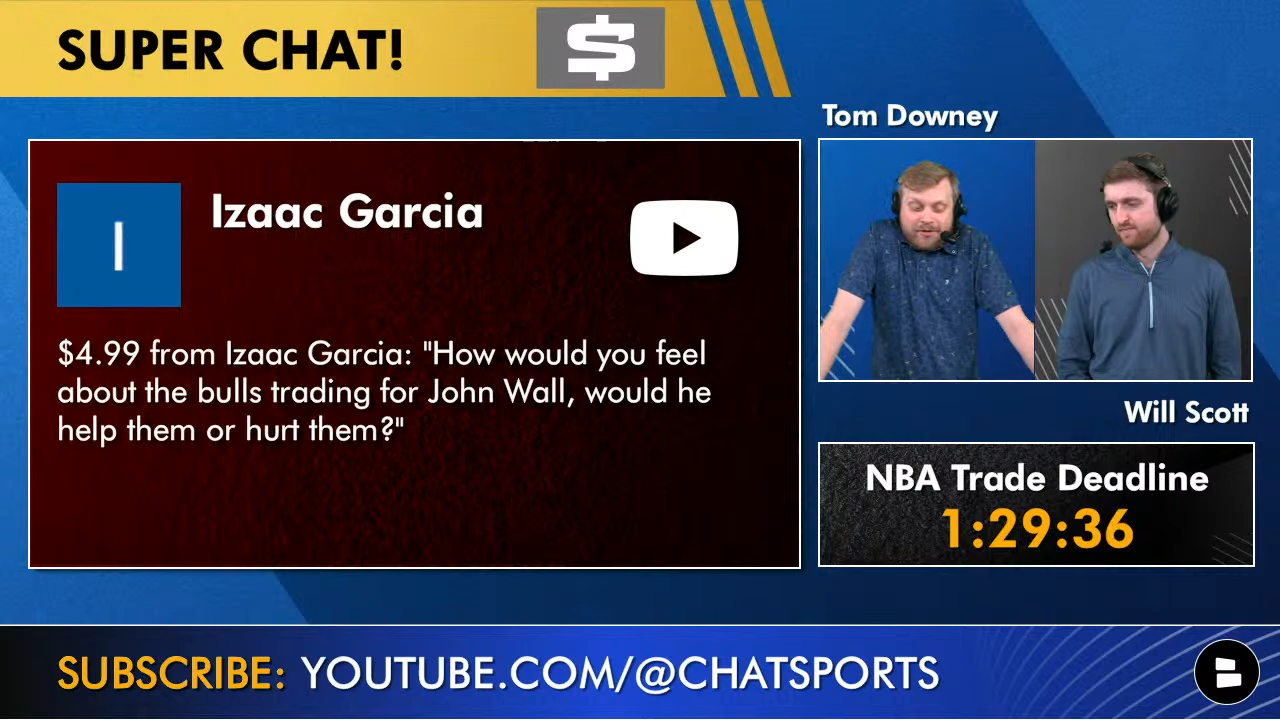 SUPER CHAT!
$
Tom Downey
I
Izaac Garcia
$4.99 from Izaac Garcia: "How would you feel
about the bulls trading for John Wall, would he
help them or hurt them?"
Will Scott
NBA Trade Deadline
1:29:36
SUBSCRIBE: YOUTUBE.COM/@CHATSPORTS